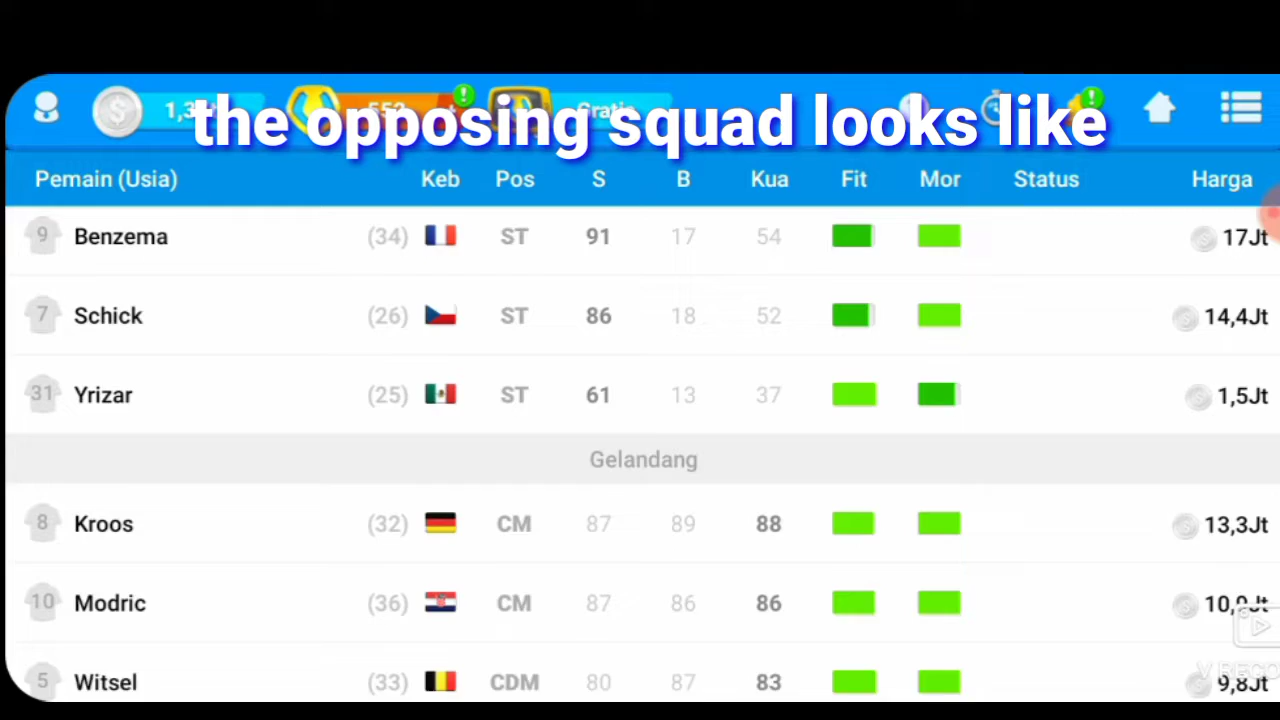 the opposing squad looks like
Pemain (Usia) Keb Pos S B Kua Fit Mor Status Harga
9 Benzema (34) ST 91 17 54 17Jt
7 Schick (26) ST 86 18 52 14,4Jt
31 Yrizar (25) ST 61 13 37 1,5Jt
Gelandang
8 Kroos (32) CM 87 89 88 13,3Jt
10 Modric (36) CM 87 86 86
5 Witsel (33) CDM 80 87 83 9,8Jt